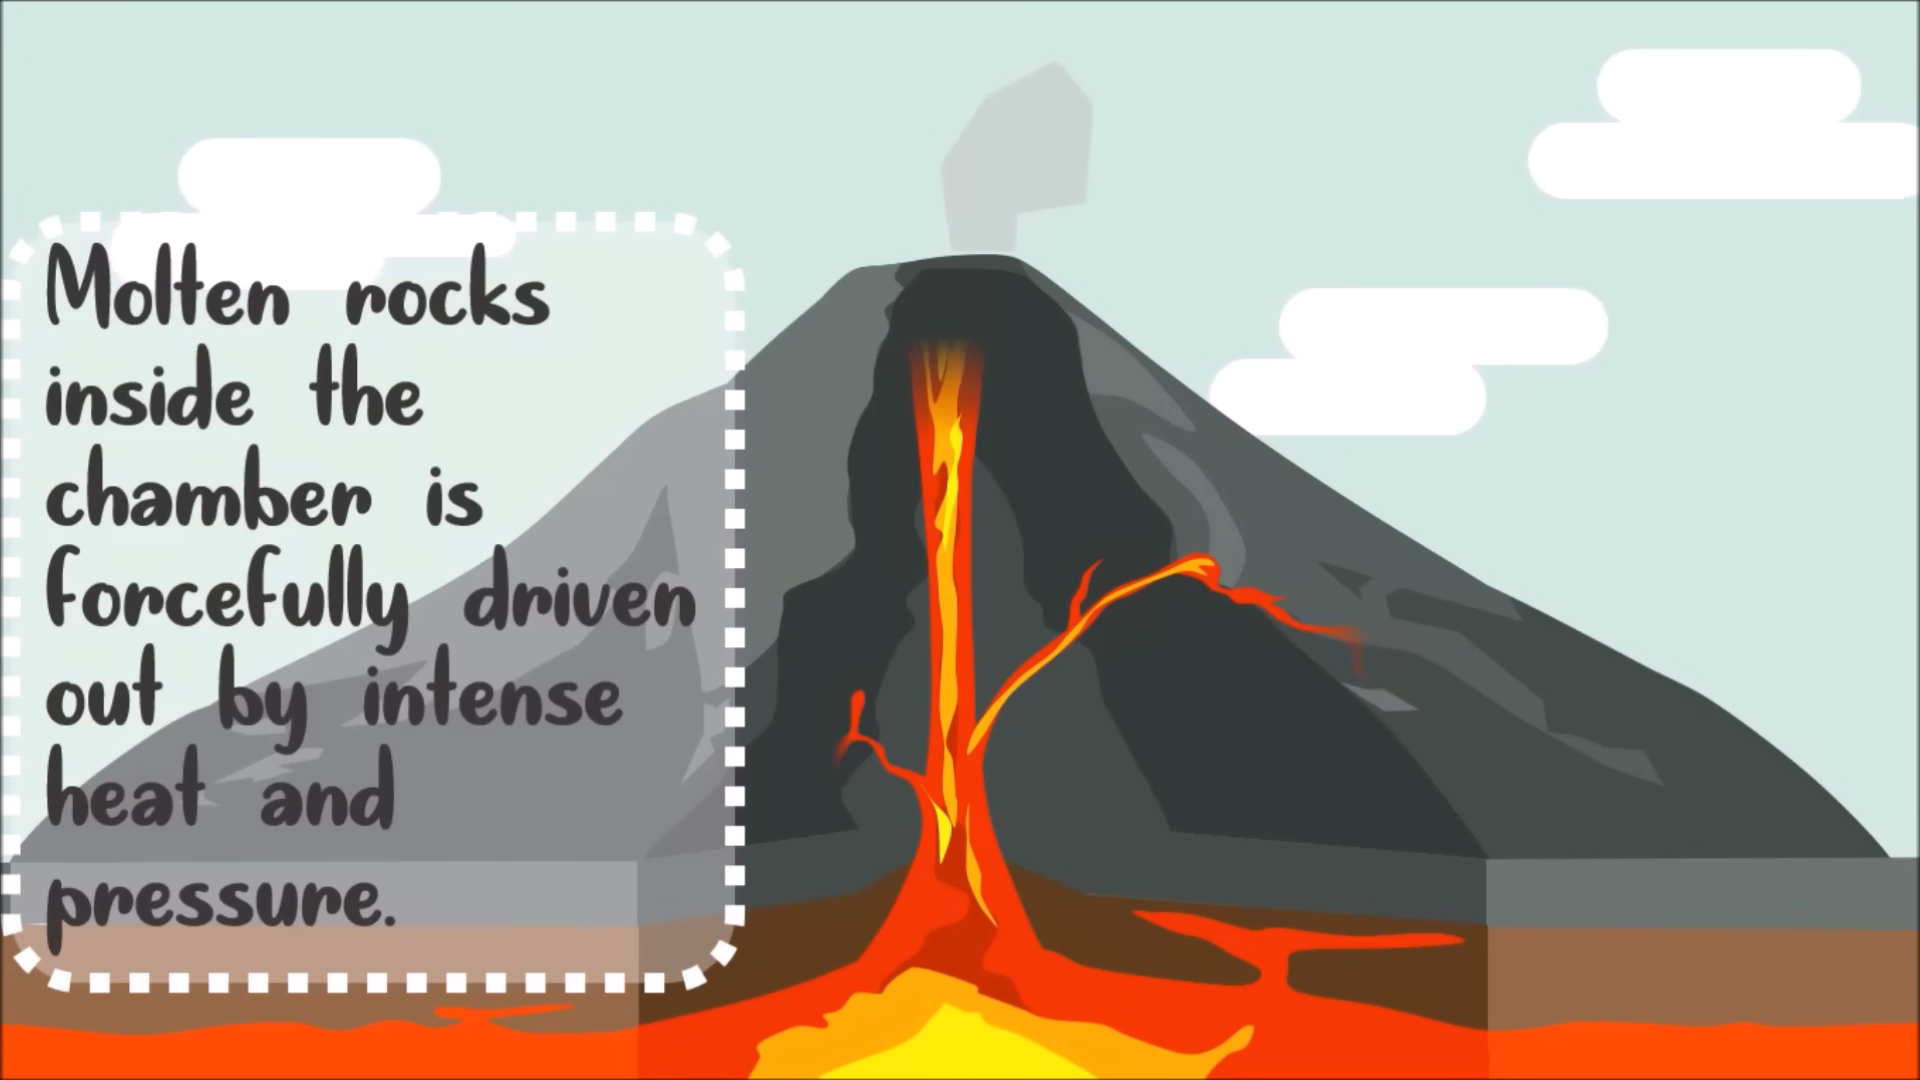 Molten rocks
inside the
chamber is
forcefully driven
out by intense
heat and
pressure.